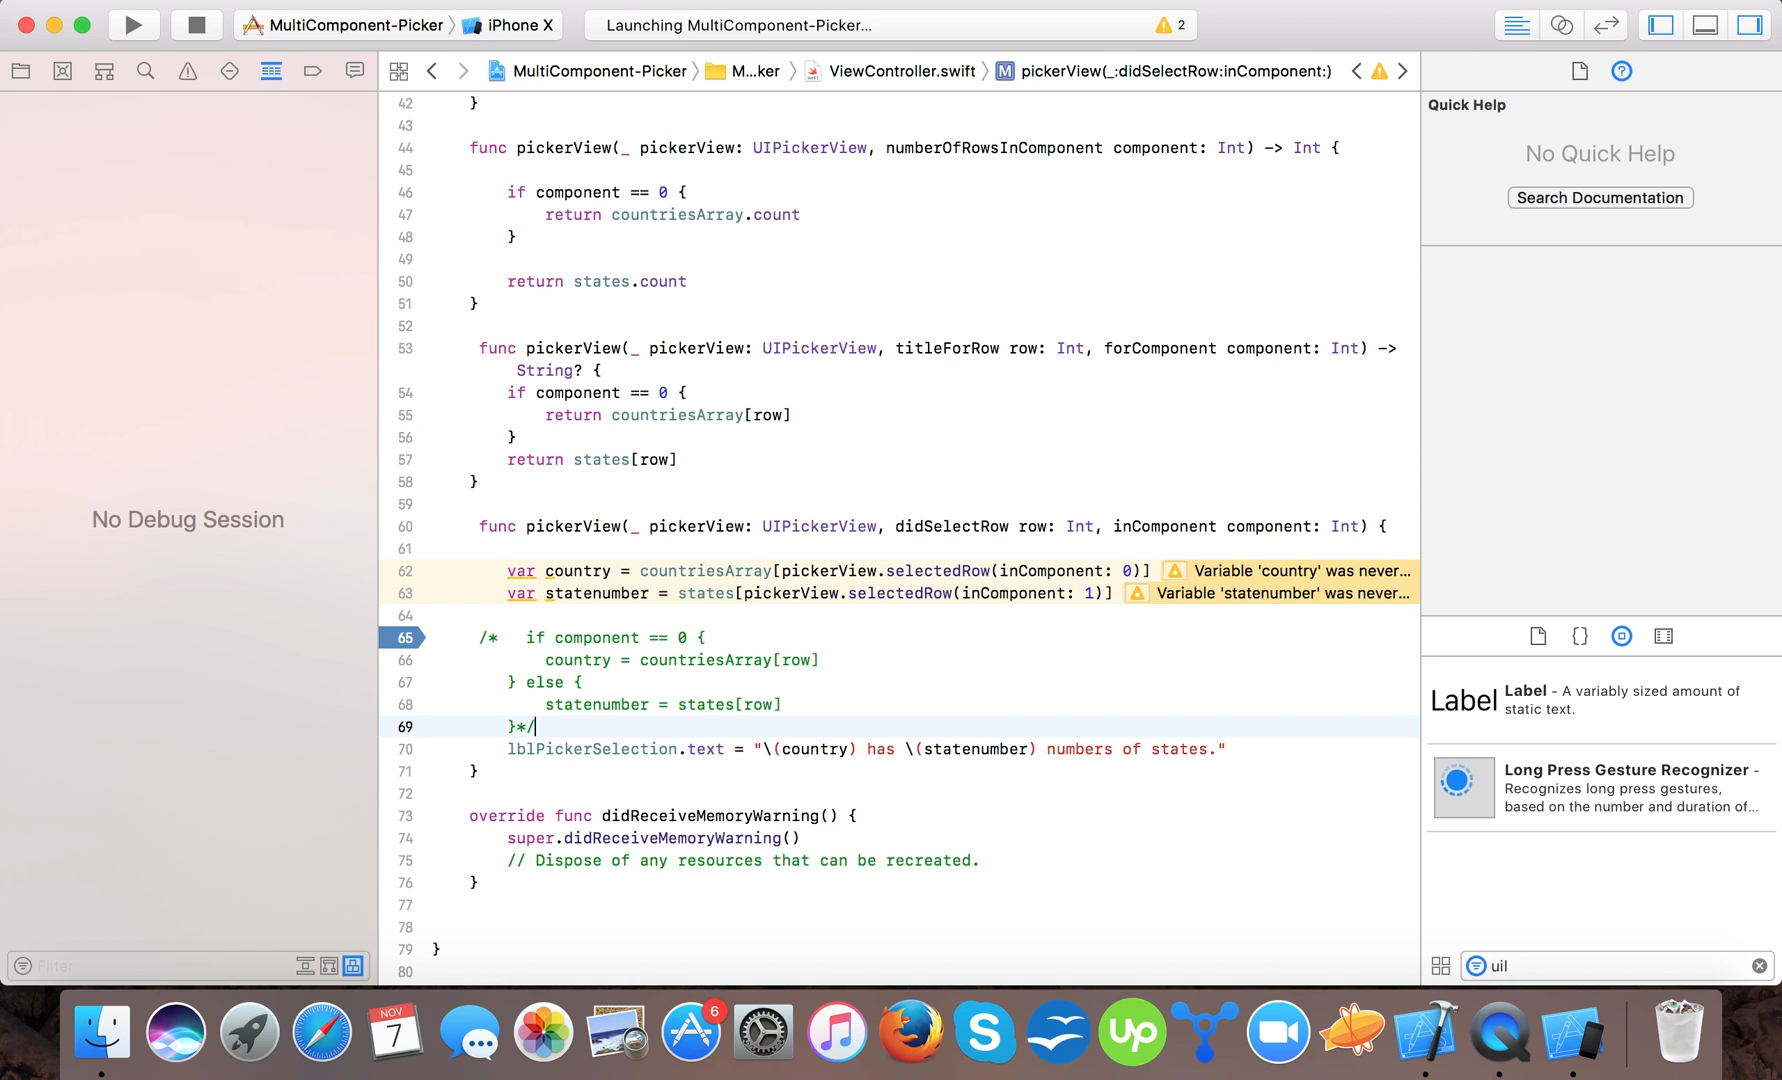 MultiComponent-Picker
iPhone X
Launching MultiComponent-Picker...
2
MultiComponent-Picker
M...ker
ViewController.swift
M
pickerView(_:didSelectRow:inComponent:)
Quick Help
No Quick Help
Search Documentation
42 }
43
44 func pickerView(_ pickerView: UIPickerView, numberOfRowsInComponent component: Int) -> Int {
45
46 if component == 0 {
47 return countriesArray.count
48 }
49
50 return states.count
51 }
52
53 func pickerView(_ pickerView: UIPickerView, titleForRow row: Int, forComponent component: Int) ->
String? {
54 if component == 0 {
55 return countriesArray[row]
56 }
57 return states[row]
58 }
59
60 func pickerView(_ pickerView: UIPickerView, didSelectRow row: Int, inComponent component: Int) {
61
62 var country = countriesArray[pickerView.selectedRow(inComponent: 0)] Variable 'country' was never...
63 var statenumber = states[pickerView.selectedRow(inComponent: 1)] Variable 'statenumber' was never...
64
65 /* if component == 0 {
66 country = countriesArray[row]
67 } else {
68 statenumber = states[row]
69 }*/
70 lblPickerSelection.text = "\(country) has \(statenumber) numbers of states."
71 }
72
73 override func didReceiveMemoryWarning() {
74 super.didReceiveMemoryWarning()
75 // Dispose of any resources that can be recreated.
76 }
77
78
79 }
80
No Debug Session
Filter
Label
Label - A variably sized amount of
static text.
Long Press Gesture Recognizer -
Recognizes long press gestures,
based on the number and duration of...
uil
NOV
7
6
S
Up